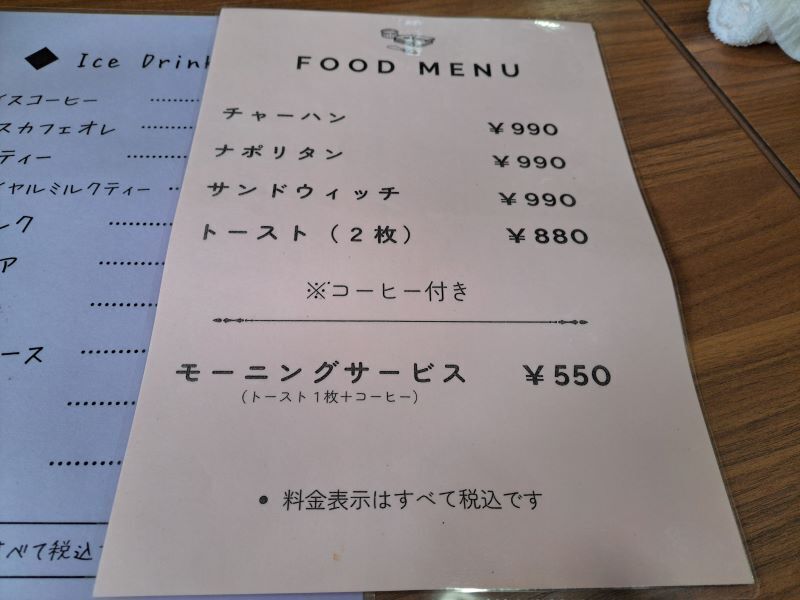 ◆ Ice Drink
イスコーヒー
スカフェオレ
ティー
イヤルミルクティー
ルク
ア
ース
すべて税込
FOOD MENU
チャーハン ￥990
ナポリタン ￥990
サンドウィッチ ￥990
トースト（２枚） ￥880
※コーヒー付き
モーニングサービス ￥550
（トースト１枚＋コーヒー）
• 料金表示はすべて税込です